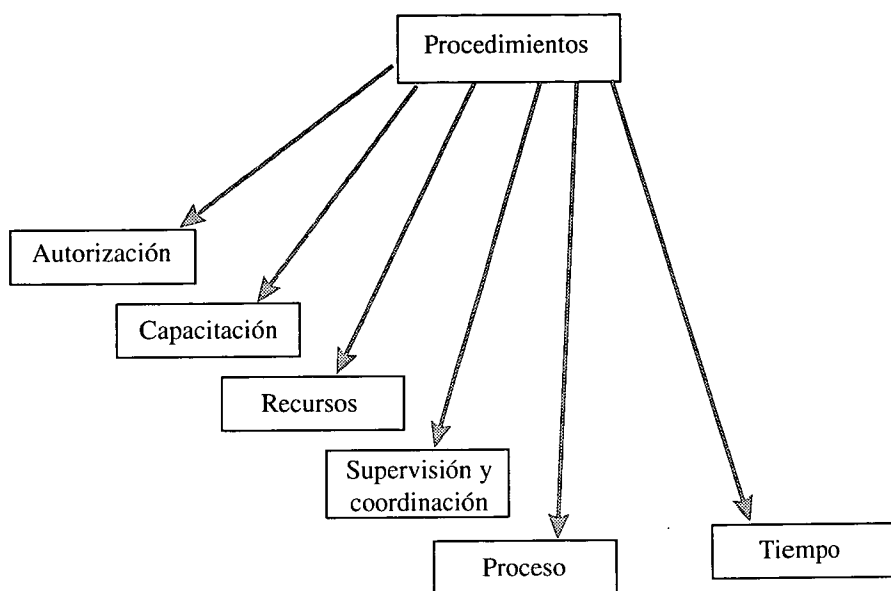 Procedimientos
Autorización
Capacitación
Recursos
Supervisión y
coordinación
Proceso
Tiempo